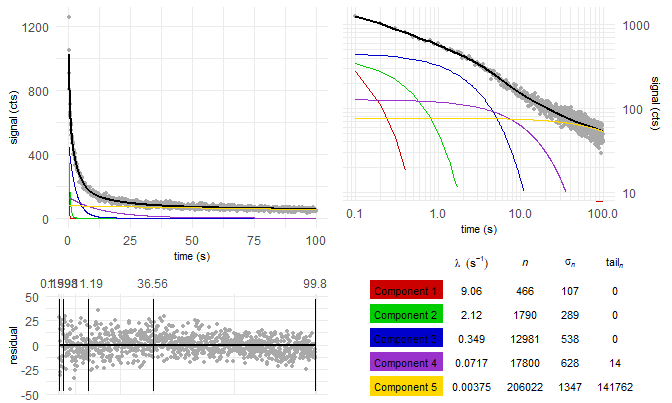 1200
800
400
0
signal (cts)
0
25
50
75
100
time (s)
1000
100
10
signal (cts)
0.1
1.0
10.0
100.0
time (s)
11.19
36.56
99.8
50
25
0
-25
-50
residual
λ (s⁻¹) n σₙ tailₙ
Component 1 9.06 466 107 0
Component 2 2.12 1790 289 0
Component 3 0.349 12981 538 0
Component 4 0.0717 17800 628 14
Component 5 0.00375 206022 1347 141762